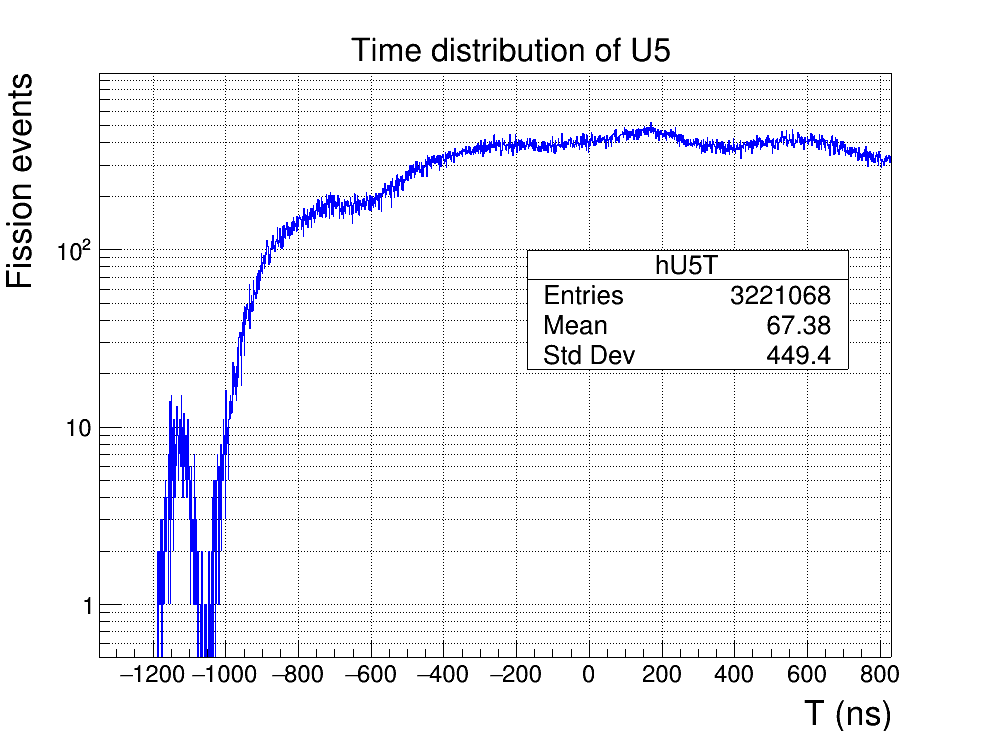 Time distribution of U5
Fission events
10²
10
1
hU5T
Entries 3221068
Mean 67.38
Std Dev 449.4
−1200 −1000 −800 −600 −400 −200 0 200 400 600 800
T (ns)